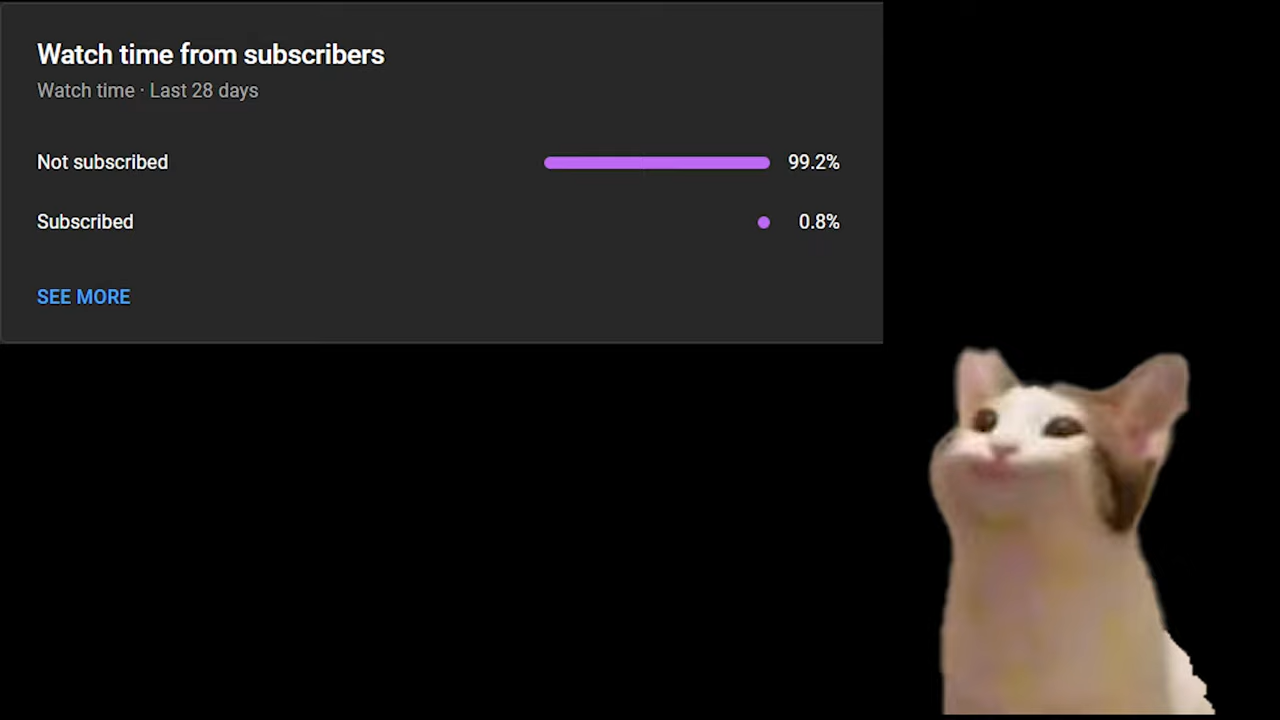 Watch time from subscribers
Watch time · Last 28 days
Not subscribed 99.2%
Subscribed 0.8%
SEE MORE